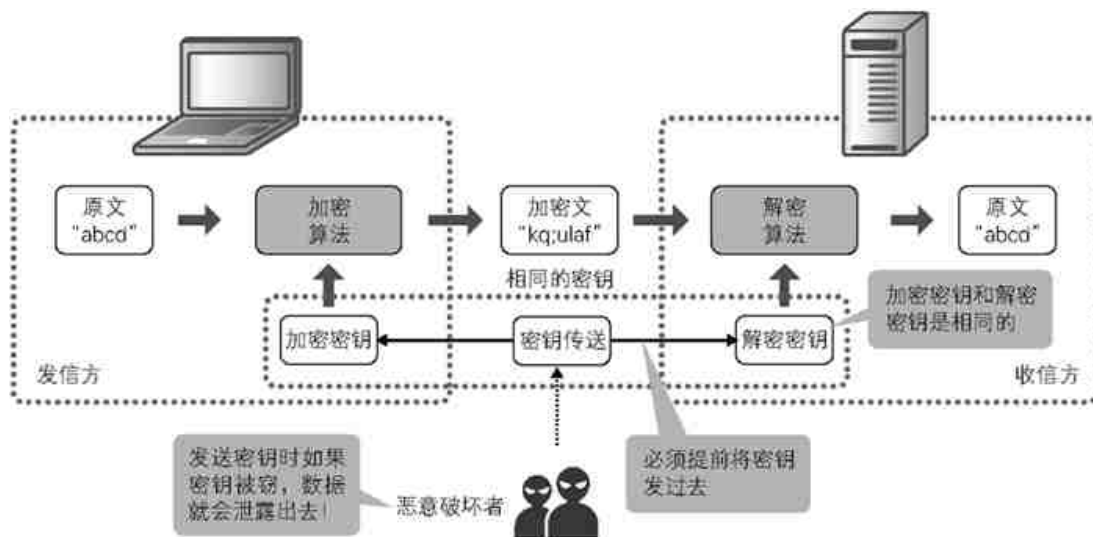 原文
“abcd”
加密
算法
加密文
“kq;ulaf”
解密
算法
原文
“abcd”
相同的密钥
加密密钥
密钥传送
解密密钥
加密密钥和解密
密钥是相同的
发信方
收信方
发送密钥时如果
密钥被窃，数据
就会泄露出去！
恶意破坏者
必须提前将密钥
发过去